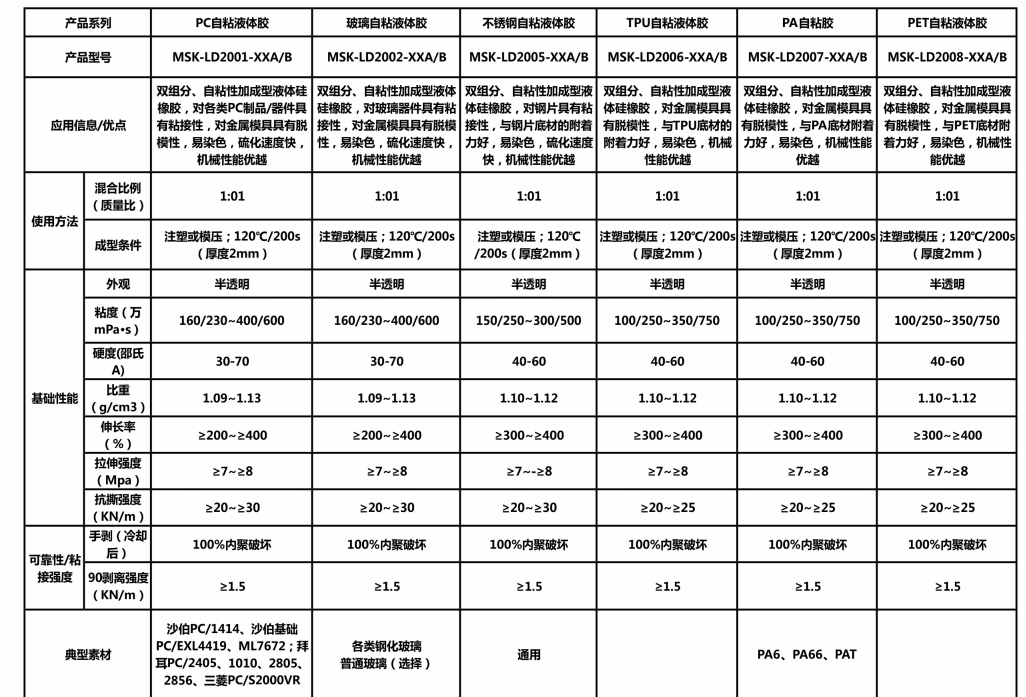 产品系列 PC自粘液体胶 玻璃自粘液体胶 不锈钢自粘液体胶 TPU自粘液体胶 PA自粘胶 PET自粘液体胶
产品型号 MSK-LD2001-XXA/B MSK-LD2002-XXA/B MSK-LD2005-XXA/B MSK-LD2006-XXA/B MSK-LD2007-XXA/B MSK-LD2008-XXA/B
应用信息/优点
双组分、自粘性加成型液体硅
橡胶，对各类PC制品/器件具
有粘接性，对金属模具具有脱
模性，易染色，硫化速度快，
机械性能优越
双组分、自粘性加成型液体
硅橡胶，对玻璃器件具有粘
接性，对金属模具具有脱模
性，易染色，硫化速度快，
机械性能优越
双组分、自粘性加成型液
体硅橡胶，对钢片具有粘
接性，与钢片底材的附着
力好，易染色，硫化速度
快，机械性能优越
双组分、自粘性加成型液
体硅橡胶，对金属模具具
有脱模性，与TPU底材的
附着力好，易染色，机械
性能优越
双组分、自粘性加成型液
体硅橡胶，对金属模具具
有脱模性，与PA底材附着
力好，易染色，机械性能
优越
双组分、自粘性加成型液
体硅橡胶，对金属模具具
有脱模性，与PET底材附
着力好，易染色，机械性
能优越
使用方法
混合比例
（质量比）
1:01 1:01 1:01 1:01 1:01 1:01
成型条件
注塑或模压；120℃/200s
（厚度2mm）
注塑或模压；120℃/200s
（厚度2mm）
注塑或模压；120℃
/200s（厚度2mm）
注塑或模压；120℃/200s
（厚度2mm）
注塑或模压；120℃/200s
（厚度2mm）
注塑或模压；120℃/200s
（厚度2mm）
基础性能
外观 半透明 半透明 半透明 半透明 半透明 半透明
粘度（万
mPa•s）
160/230~400/600 160/230~400/600 150/250~300/500 100/250~350/750 100/250~350/750 100/250~350/750
硬度(邵氏
A)
30-70 30-70 40-60 40-60 40-60 40-60
比重
（g/cm3）
1.09~1.13 1.09~1.13 1.10~1.12 1.10~1.12 1.10~1.12 1.10~1.12
伸长率
（%）
≥200~≥400 ≥200~≥400 ≥300~≥400 ≥300~≥400 ≥300~≥400 ≥300~≥400
拉伸强度
（Mpa）
≥7~≥8 ≥7~≥8 ≥7~-≥8 ≥7~≥8 ≥7~≥8 ≥7~≥8
抗撕强度
（KN/m）
≥20~≥30 ≥20~≥30 ≥20~≥30 ≥20~≥25 ≥20~≥25 ≥20~≥25
可靠性/粘
接强度
手剥（冷却
后）
100%内聚破坏 100%内聚破坏 100%内聚破坏 100%内聚破坏 100%内聚破坏 100%内聚破坏
90剥离强度
（KN/m）
≥1.5 ≥1.5 ≥1.5 ≥1.5 ≥1.5 ≥1.5
典型素材
沙伯PC/1414、沙伯基础
PC/EXL4419、ML7672；拜
耳PC/2405、1010、2805、
2856、三菱PC/S2000VR
各类钢化玻璃
普通玻璃（选择）
通用
PA6、PA66、PAT